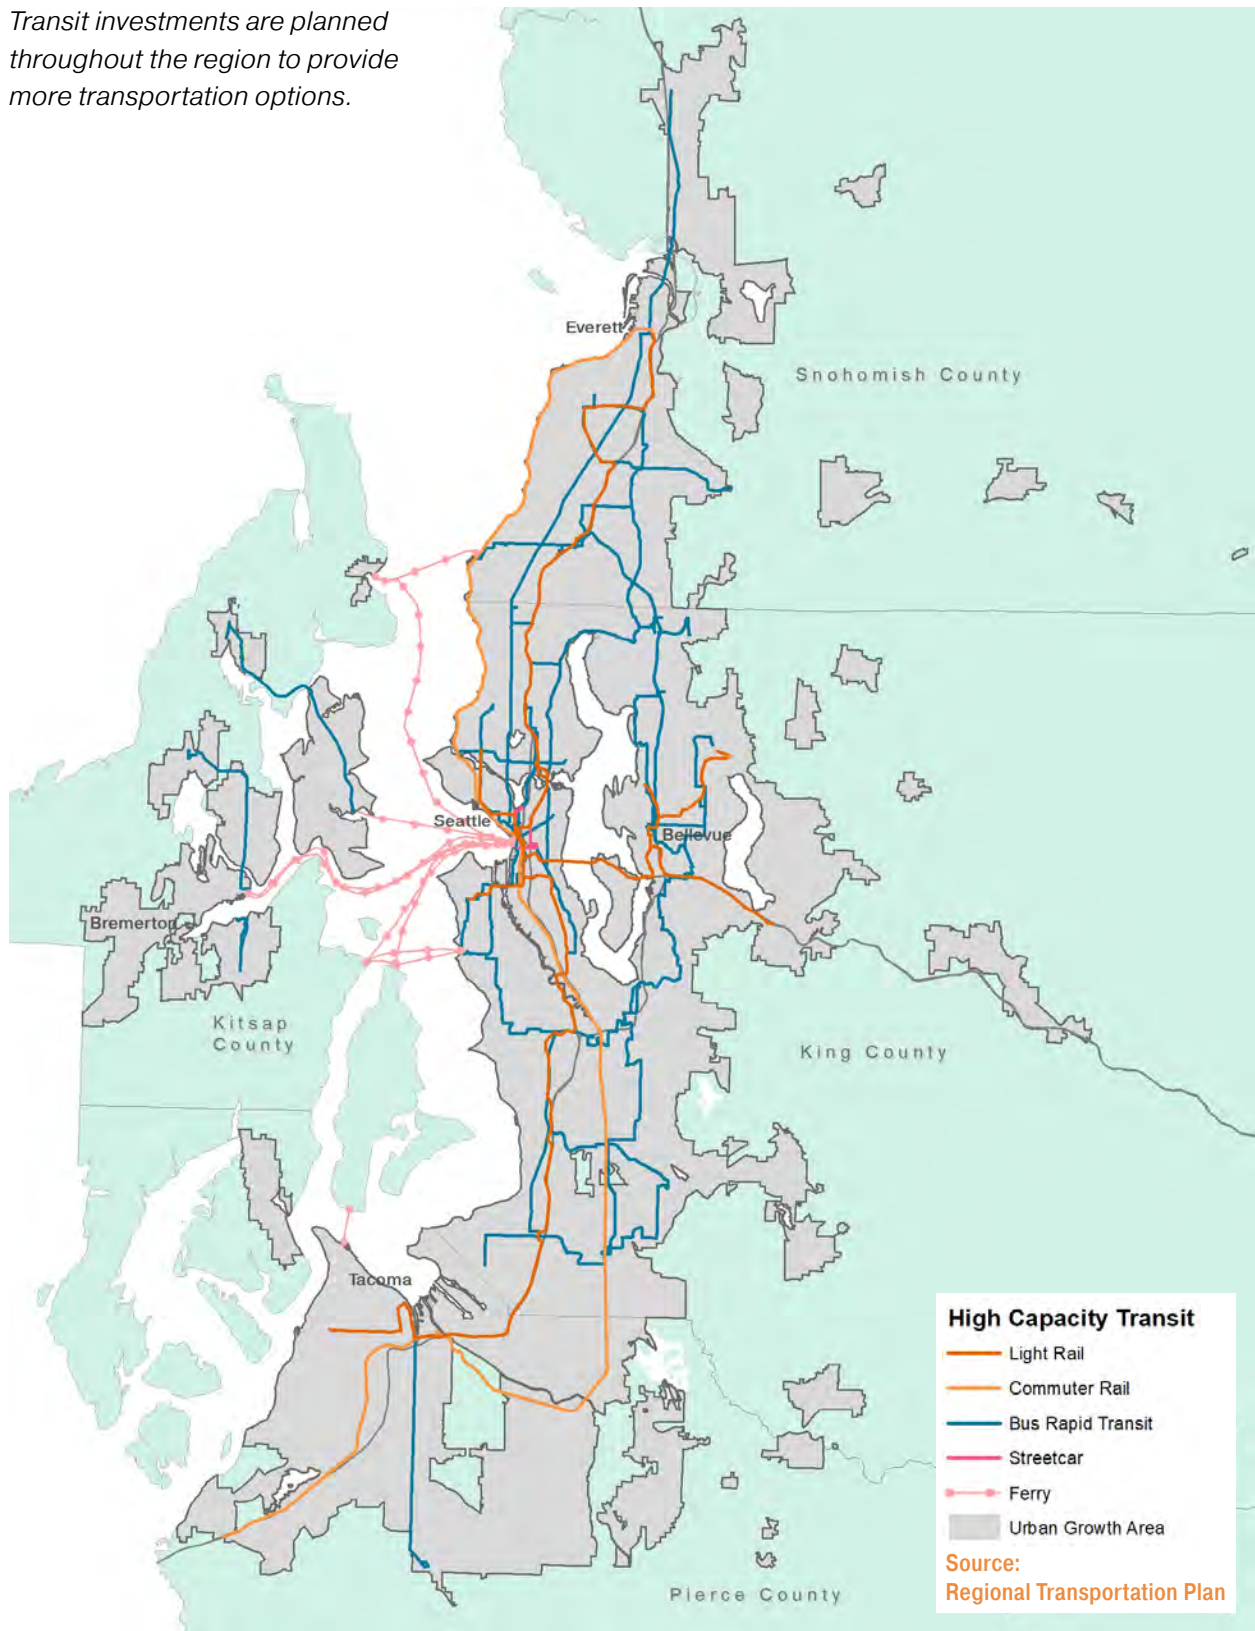 Transit investments are planned
throughout the region to provide
more transportation options.
Everett
Snohomish County
Seattle
Bellevue
Bremerton
Kitsap
County
King County
Tacoma
High Capacity Transit
Light Rail
Commuter Rail
Bus Rapid Transit
Streetcar
Ferry
Urban Growth Area
Source:
Regional Transportation Plan
Pierce County